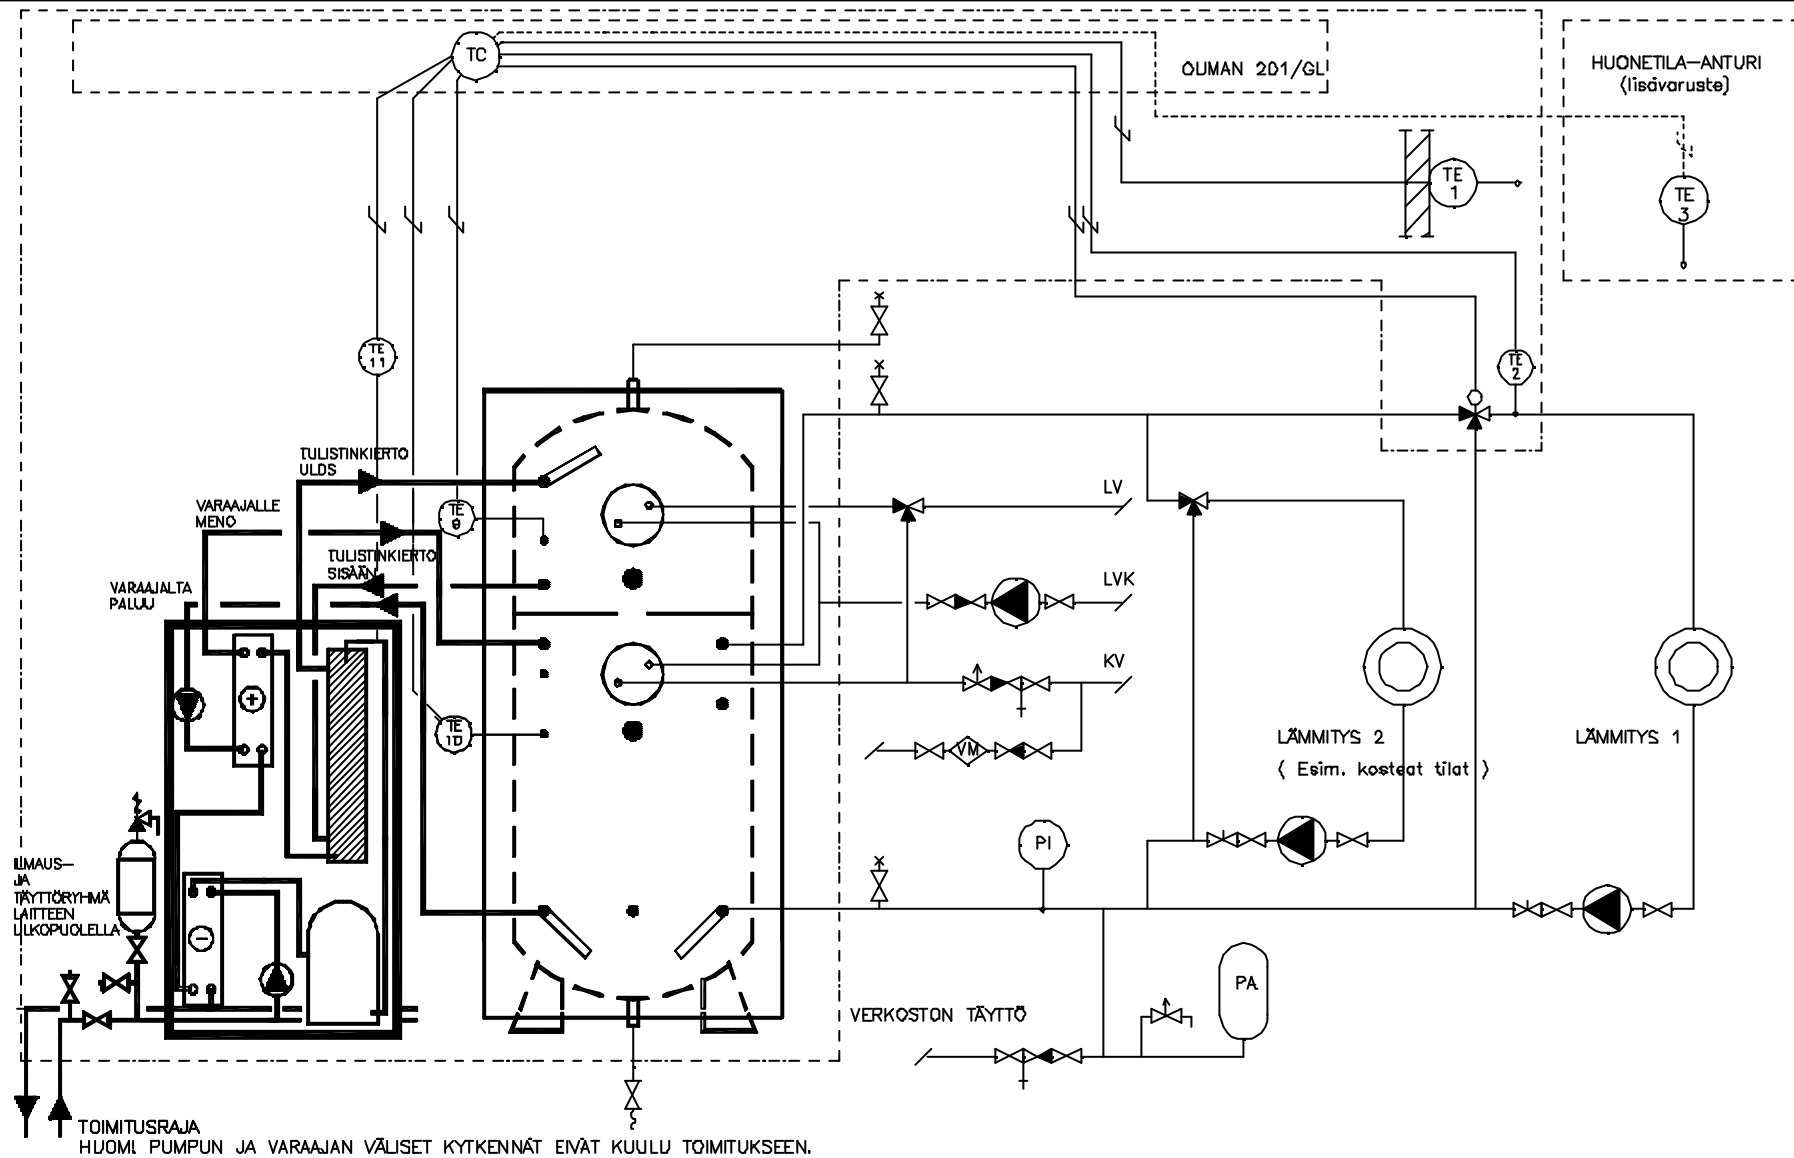 TC
OUMAN 201/GL
HUONETILA-ANTURI
(lisävaruste)
TE
1
TE
3
TE
11
TE
2
TULISTINKIERTO
ULOS
VARAAJALLE
MENO
TE
9
LV
TULISTINKIERTO
SISÄÄN
VARAAJALTA
PALUU
LVK
KV
+
TE
10
VM
LÄMMITYS 2
( Esim. kosteat tilat )
LÄMMITYS 1
PI
ILMAUS-
JA
TÄYTTÖRYHMÄ
LAITTEEN
ULKOPUOLELLA
-
PA
VERKOSTON TÄYTTÖ
TOIMITUSRAJA
HUOM. PUMPUN JA VARAAJAN VÄLISET KYTKENNÄT EIVÄT KUULU TOIMITUKSEEN.